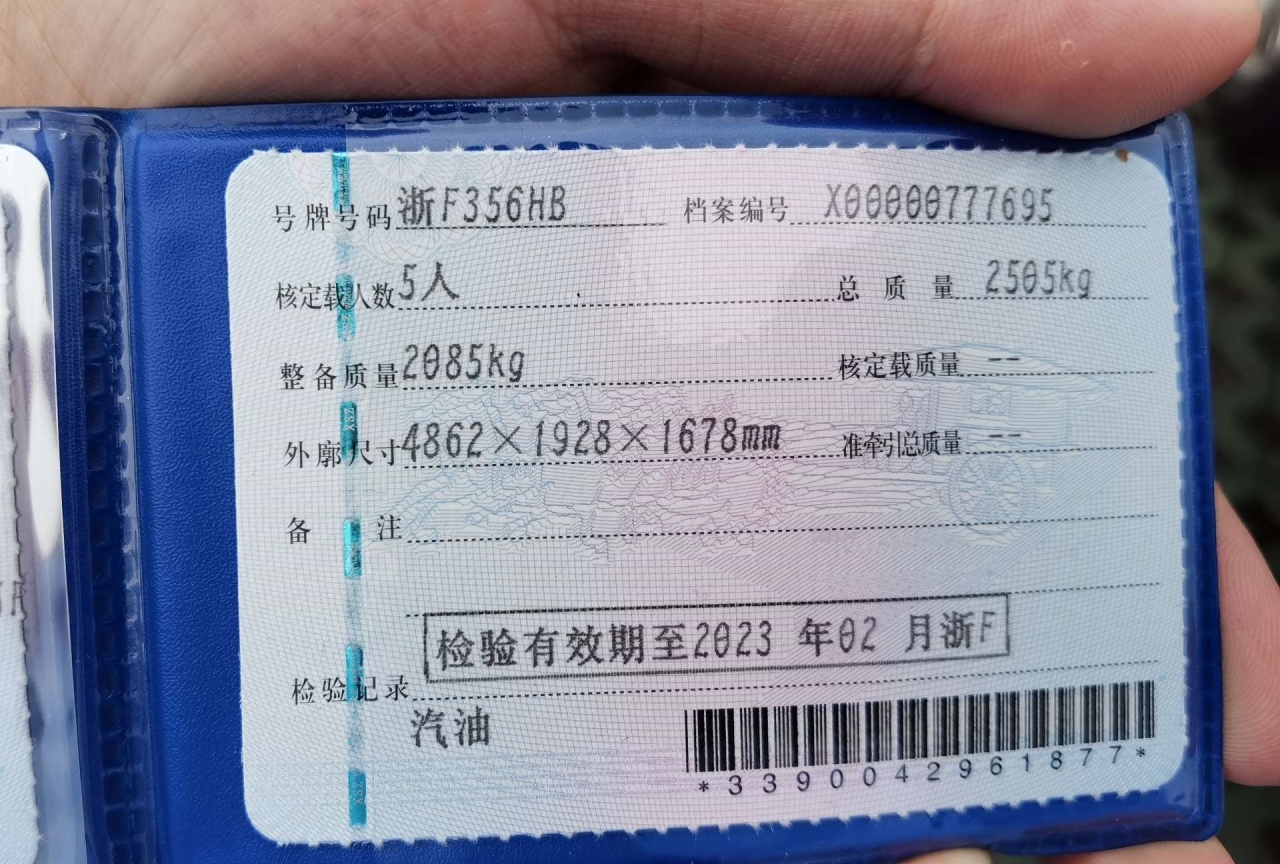 号牌号码 浙F356HB 档案编号 X00000777695
核定载人数 5人 总质量 2505kg
整备质量 2085kg 核定载质量 --
外廓尺寸 4862×1928×1678mm 准牵引总质量 --
备注
检验有效期至2023 年02 月浙F
检验记录
汽油
*3390042961877*
XSZ
XSZ